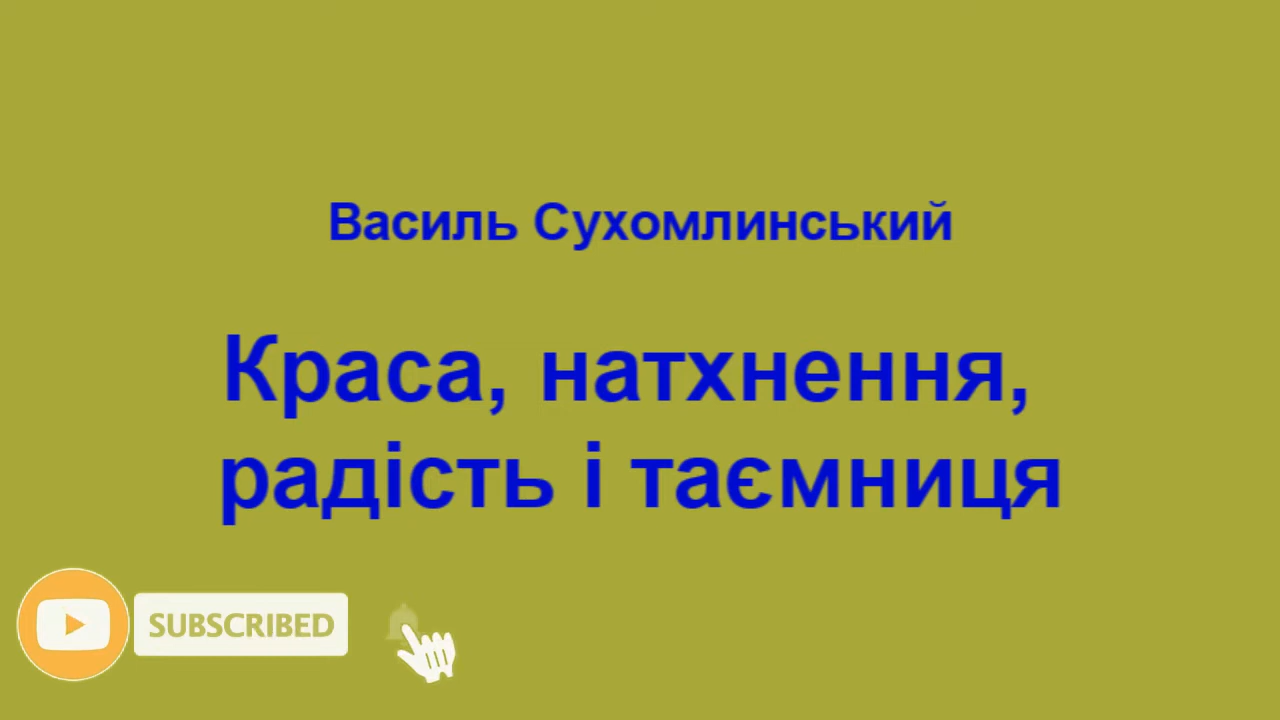 Василь Сухомлинський
Краса, натхнення,
радість і таємниця
SUBSCRIBED